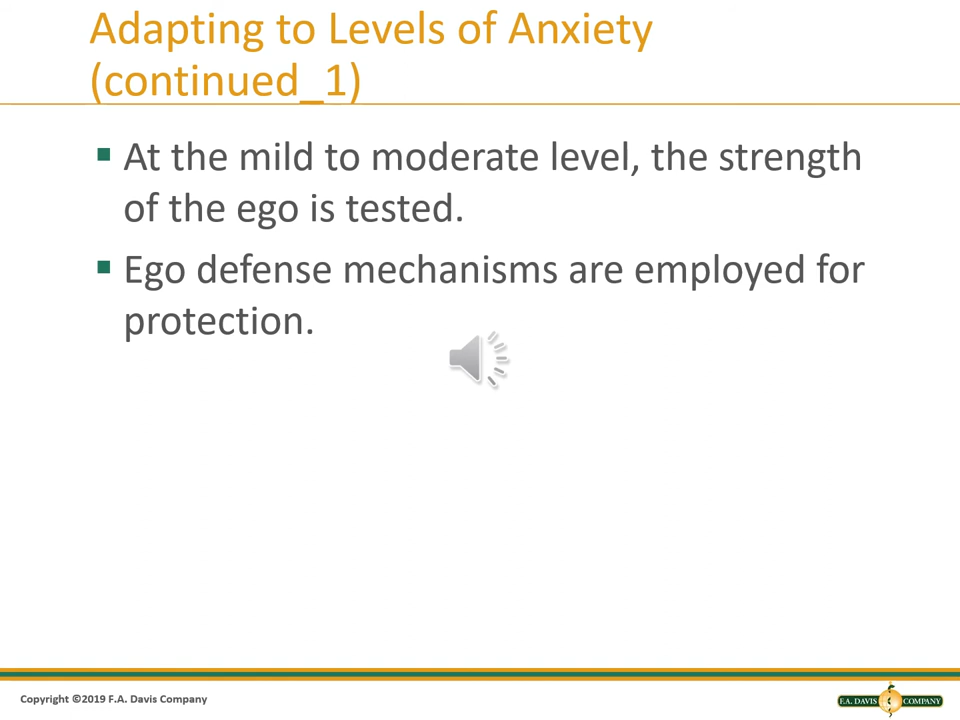 Adapting to Levels of Anxiety
(continued_1)
▪ At the mild to moderate level, the strength
of the ego is tested.
▪ Ego defense mechanisms are employed for
protection.
Copyright ©2019 F.A. Davis Company
F.A. DAVIS COMPANY